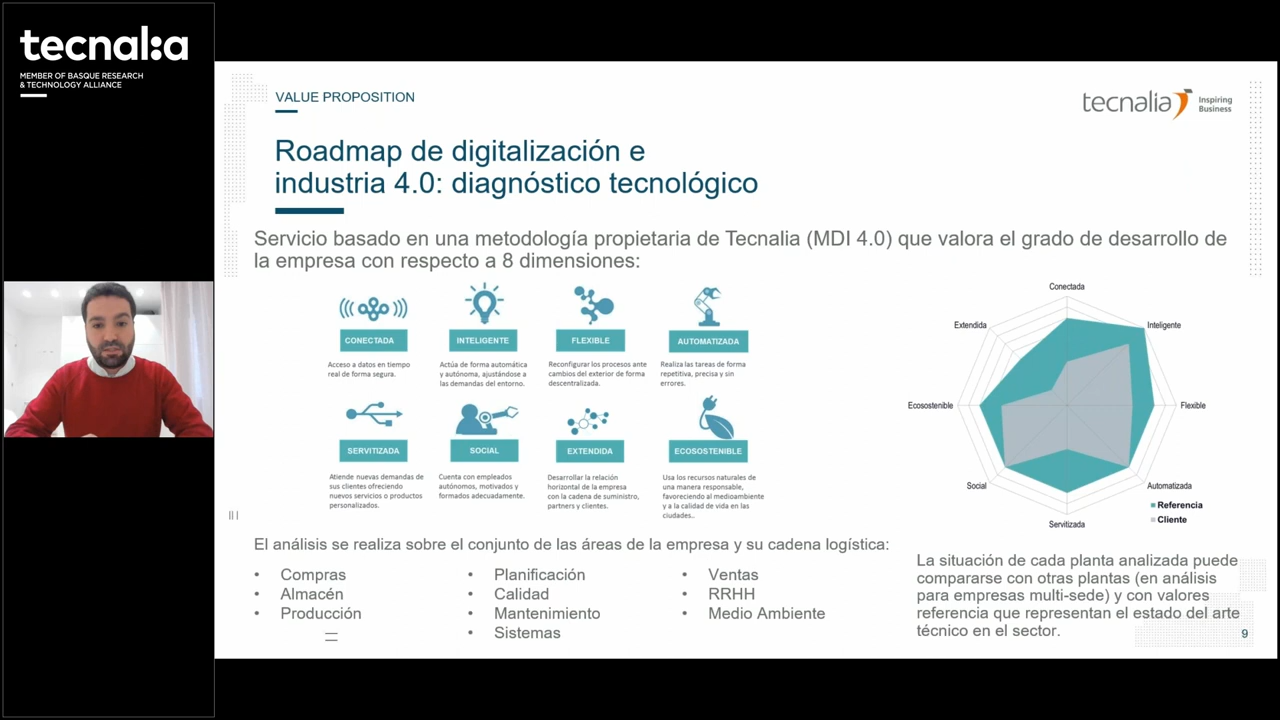 tecnal:a
MEMBER OF BASQUE RESEARCH
& TECHNOLOGY ALLIANCE
VALUE PROPOSITION
tecnalia
Inspiring
Business
Roadmap de digitalización e
industria 4.0: diagnóstico tecnológico
Servicio basado en una metodología propietaria de Tecnalia (MDI 4.0) que valora el grado de desarrollo de
la empresa con respecto a 8 dimensiones:
CONECTADA
Acceso a datos en tiempo
real de forma segura.
INTELIGENTE
Actúa de forma automática
y autónoma, ajustándose a
las demandas del entorno.
FLEXIBLE
Reconfigurar los procesos ante
cambios del exterior de forma
descentralizada.
AUTOMATIZADA
Realiza las tareas de forma
repetitiva, precisa y sin
errores.
SERVITIZADA
Atiende nuevas demandas de
sus clientes ofreciendo
nuevos servicios o productos
personalizados.
SOCIAL
Cuenta con empleados
autónomos, motivados y
formados adecuadamente.
EXTENDIDA
Desarrollar la relación
horizontal de la empresa
con la cadena de suministro,
partners y clientes.
ECOSOSTENIBLE
Usa los recursos naturales de
una manera responsable,
favoreciendo al medioambiente
y a la calidad de vida en las
ciudades..
Conectada
Inteligente
Flexible
Automatizada
Servitizada
Social
Ecosostenible
Extendida
Referencia
Cliente
El análisis se realiza sobre el conjunto de las áreas de la empresa y su cadena logística:
• Compras
• Almacén
• Producción
• Planificación
• Calidad
• Mantenimiento
• Sistemas
• Ventas
• RRHH
• Medio Ambiente
La situación de cada planta analizada puede
compararse con otras plantas (en análisis
para empresas multi-sede) y con valores
referencia que representan el estado del arte
técnico en el sector.
9